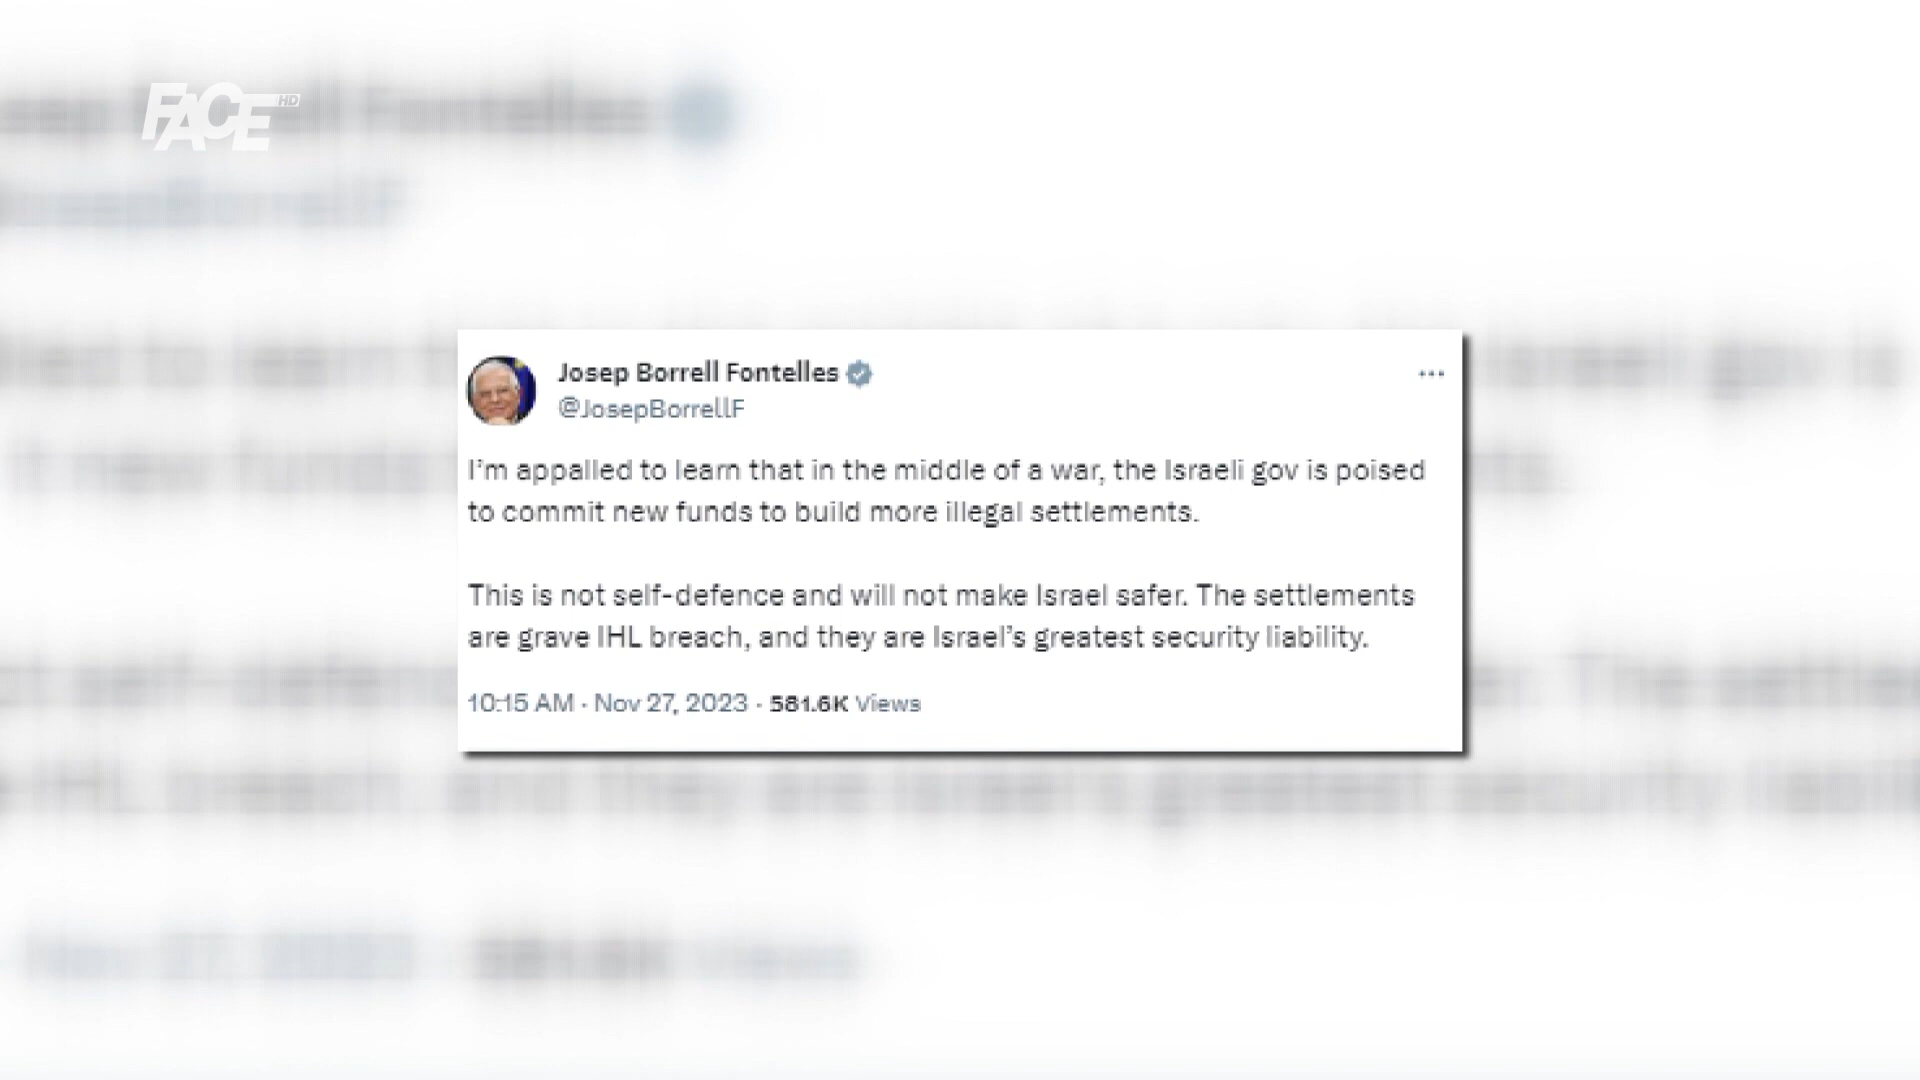 FACE HD
Josep Borrell Fontelles
@JosepBorrellF
I'm appalled to learn that in the middle of a war, the Israeli gov is poised
to commit new funds to build more illegal settlements.
This is not self-defence and will not make Israel safer. The settlements
are grave IHL breach, and they are Israel's greatest security liability.
10:15 AM · Nov 27, 2023 · 581.6K Views